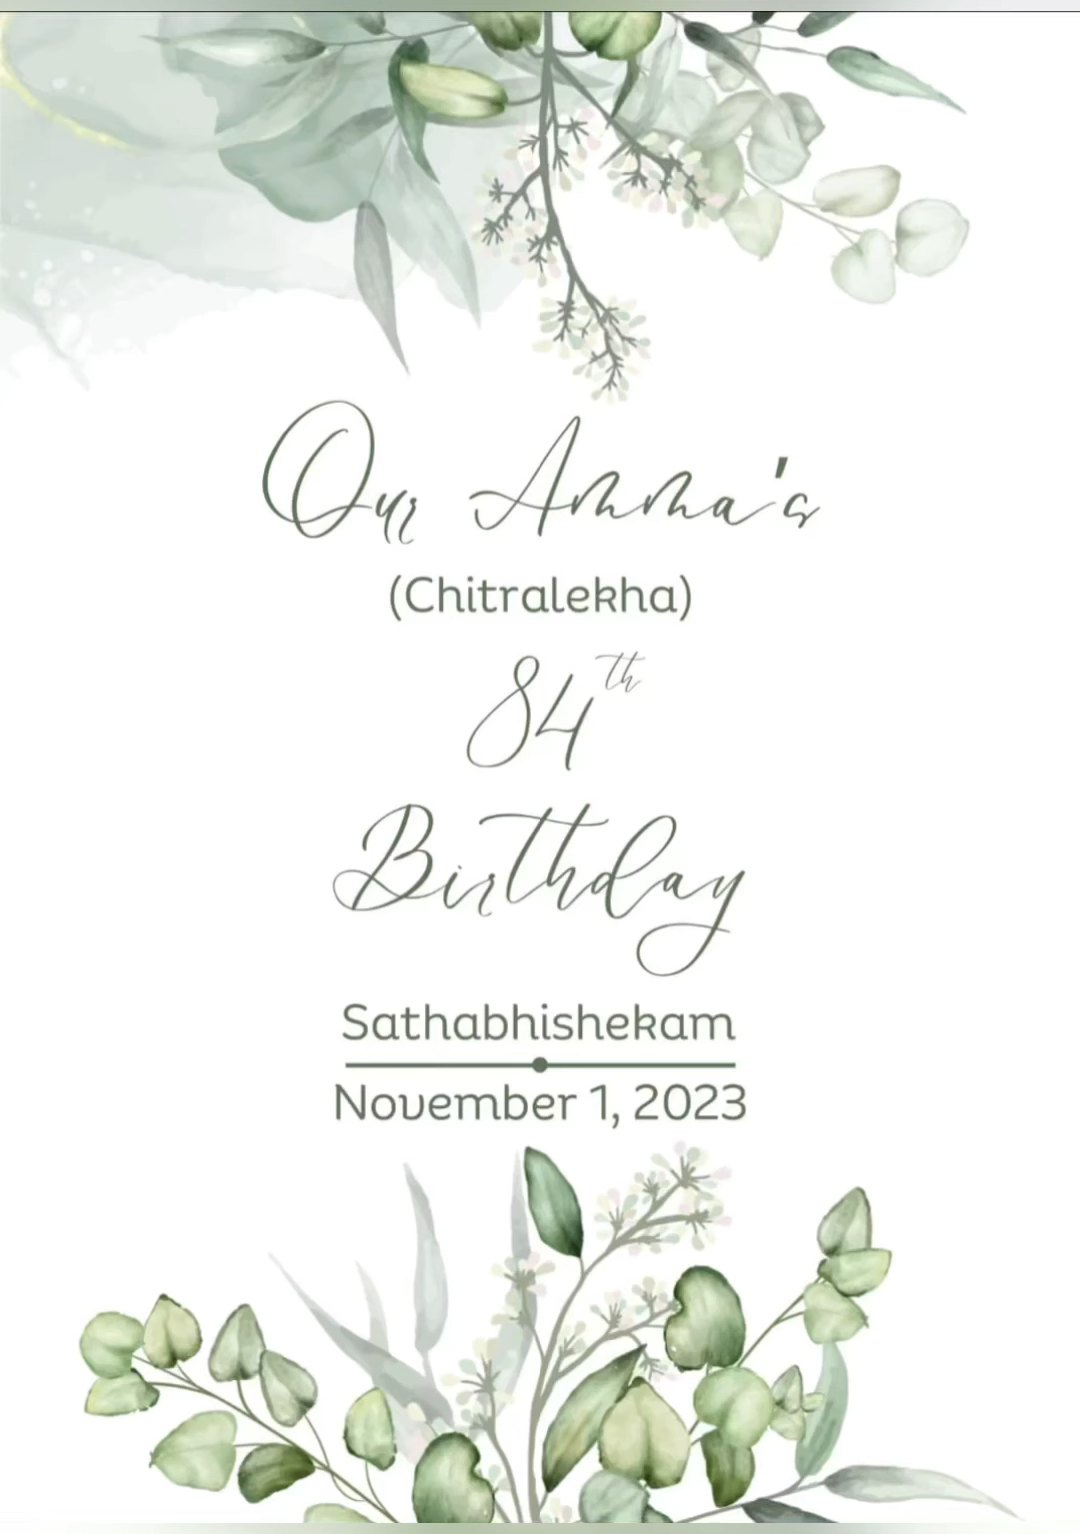 Our Amma's
(Chitralekha)
84th
Birthday
Sathabhishekam
November 1, 2023